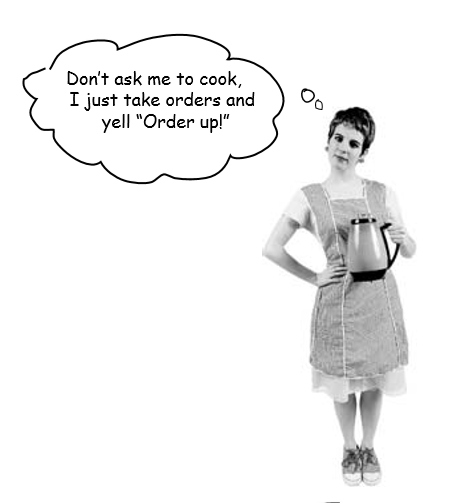 Don't ask me to cook,
I just take orders and
yell “Order up!”